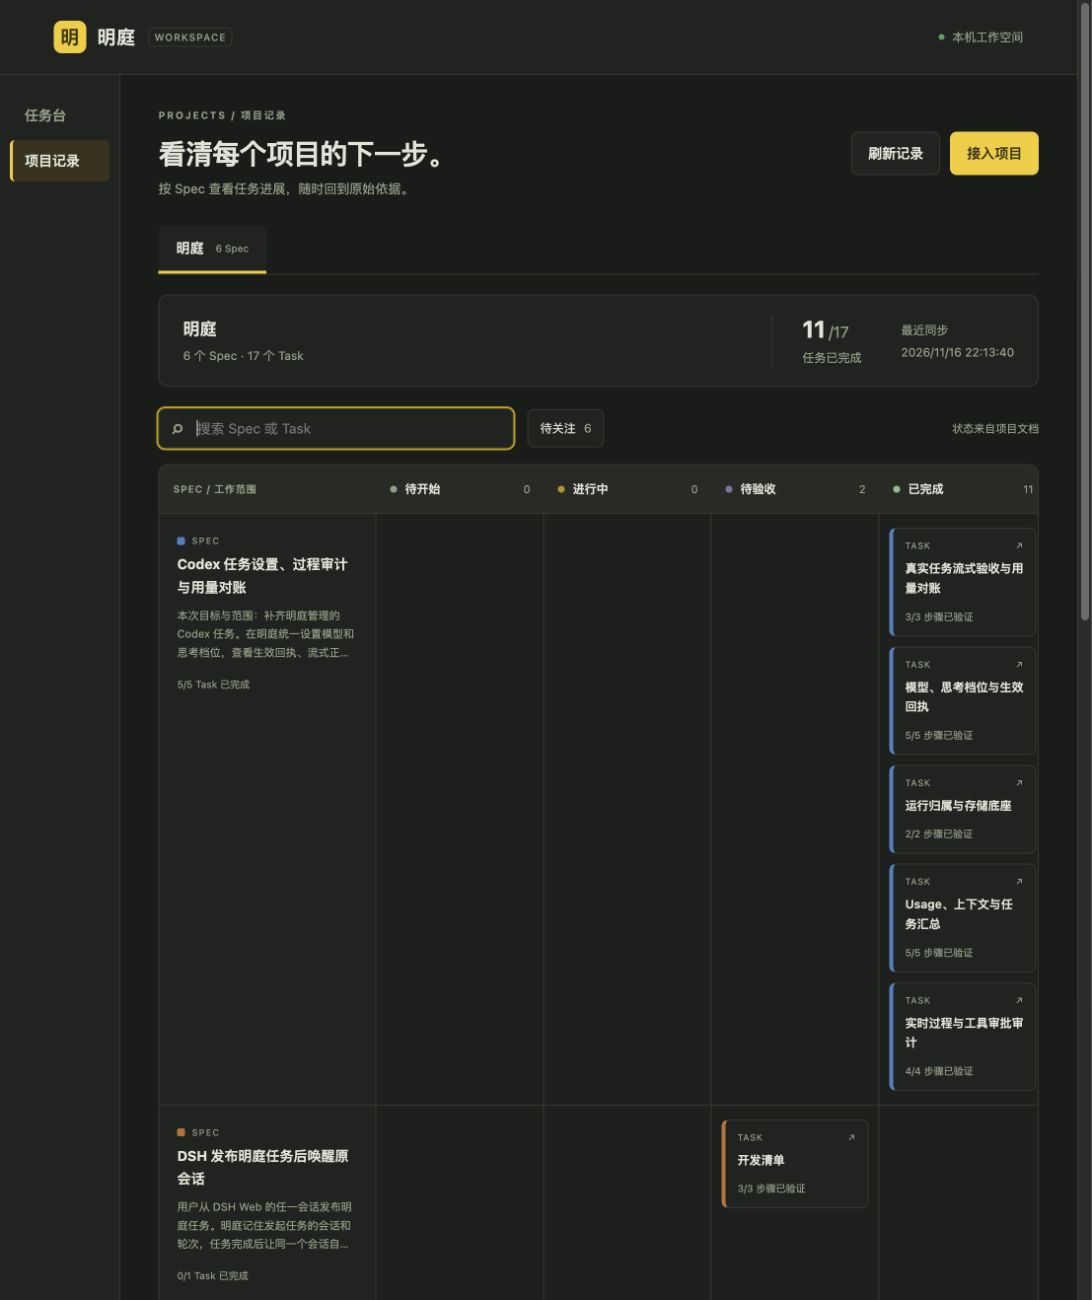 明 明庭 WORKSPACE
本机工作空间
任务台
项目记录
PROJECTS / 项目记录
看清每个项目的下一步。
按 Spec 查看任务进展，随时回到原始依据。
刷新记录
接入项目
明庭 6 Spec
明庭
6 个 Spec · 17 个 Task
11/17
任务已完成
最近同步
2026/11/16 22:13:40
搜索 Spec 或 Task
待关注 6
状态来自项目文档
SPEC / 工作范围
待开始 0
进行中 0
待验收 2
已完成 11
SPEC
Codex 任务设置、过程审计
与用量对账
本次目标与范围：补齐明庭管理的
Codex 任务。在明庭统一设置模型和
思考档位，查看生效回执、流式正...
5/5 Task 已完成
TASK
真实任务流式验收与用
量对账
3/3 步骤已验证
TASK
模型、思考档位与生效
回执
5/5 步骤已验证
TASK
运行归属与存储底座
2/2 步骤已验证
TASK
Usage、上下文与任
务汇总
5/5 步骤已验证
TASK
实时过程与工具审批审
计
4/4 步骤已验证
SPEC
DSH 发布明庭任务后唤醒原
会话
用户从 DSH Web 的任一会话发布明
庭任务。明庭记住发起任务的会话和
轮次，任务完成后让同一个会话自...
0/1 Task 已完成
TASK
开发清单
3/3 步骤已验证